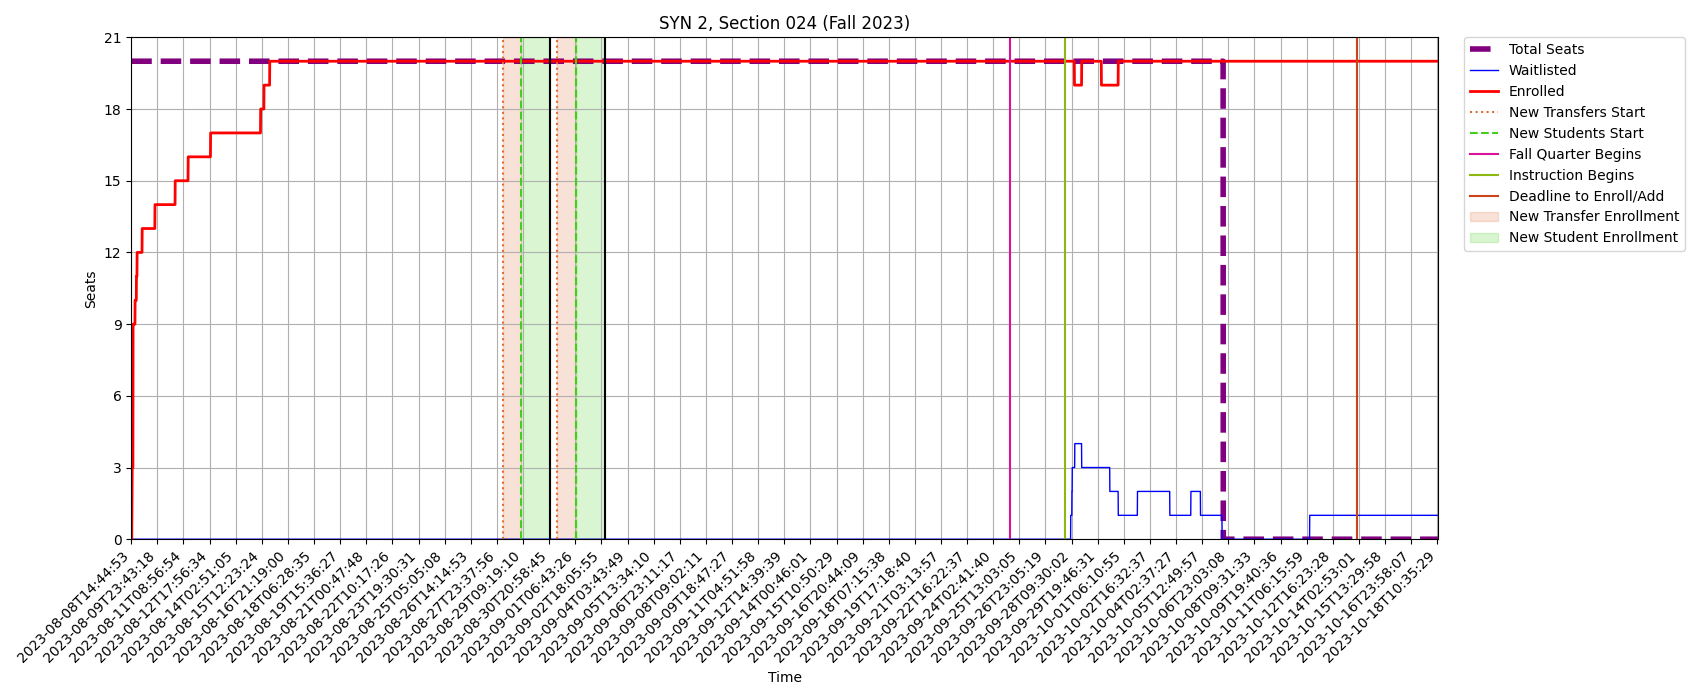 SYN 2, Section 024 (Fall 2023)
21
18
15
12
9
6
3
0
Seats
2023-08-08T14:44:53
2023-08-09T23:43:18
2023-08-11T08:56:54
2023-08-12T17:56:34
2023-08-14T02:51:05
2023-08-15T12:23:24
2023-08-16T21:19:00
2023-08-18T06:28:35
2023-08-19T15:36:27
2023-08-21T00:47:48
2023-08-22T10:17:26
2023-08-23T19:30:31
2023-08-25T05:05:08
2023-08-26T14:14:53
2023-08-27T23:37:56
2023-08-29T09:19:10
2023-08-30T20:58:45
2023-09-01T06:43:26
2023-09-02T18:05:55
2023-09-04T03:43:49
2023-09-05T13:34:10
2023-09-06T23:11:17
2023-09-08T09:02:11
2023-09-09T18:47:27
2023-09-11T04:51:58
2023-09-12T14:39:39
2023-09-14T00:46:01
2023-09-15T10:50:29
2023-09-16T20:44:09
2023-09-18T07:15:38
2023-09-19T17:18:40
2023-09-21T03:13:57
2023-09-22T16:22:37
2023-09-24T02:41:40
2023-09-25T13:03:05
2023-09-26T23:05:19
2023-09-28T09:30:02
2023-09-29T19:46:31
2023-10-01T06:10:55
2023-10-02T16:32:37
2023-10-04T02:37:27
2023-10-05T12:49:57
2023-10-06T23:03:08
2023-10-08T09:31:33
2023-10-09T19:40:36
2023-10-11T06:15:59
2023-10-12T16:23:28
2023-10-14T02:53:01
2023-10-15T13:29:58
2023-10-16T23:58:07
2023-10-18T10:35:29
Time
Total Seats
Waitlisted
Enrolled
New Transfers Start
New Students Start
Fall Quarter Begins
Instruction Begins
Deadline to Enroll/Add
New Transfer Enrollment
New Student Enrollment